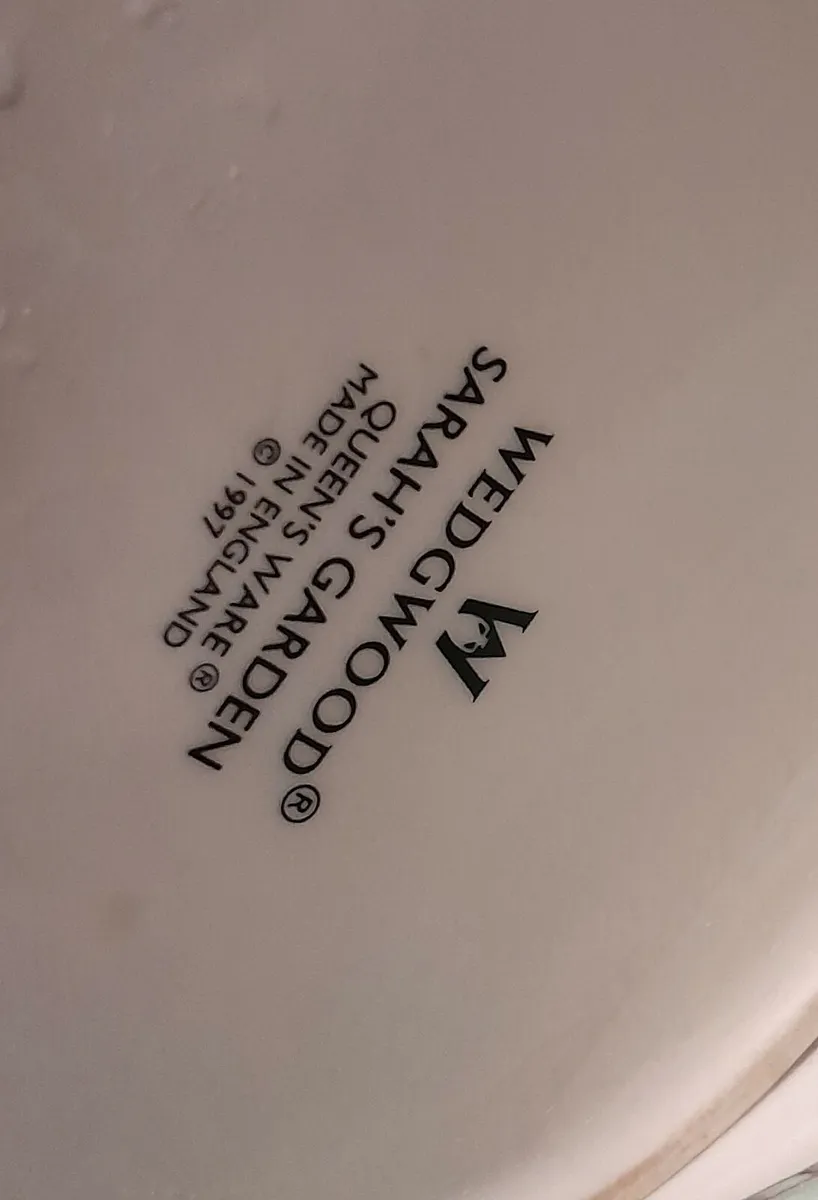 W
WEDGWOOD®
SARAH'S GARDEN
QUEEN'S WARE®
MADE IN ENGLAND
© 1997